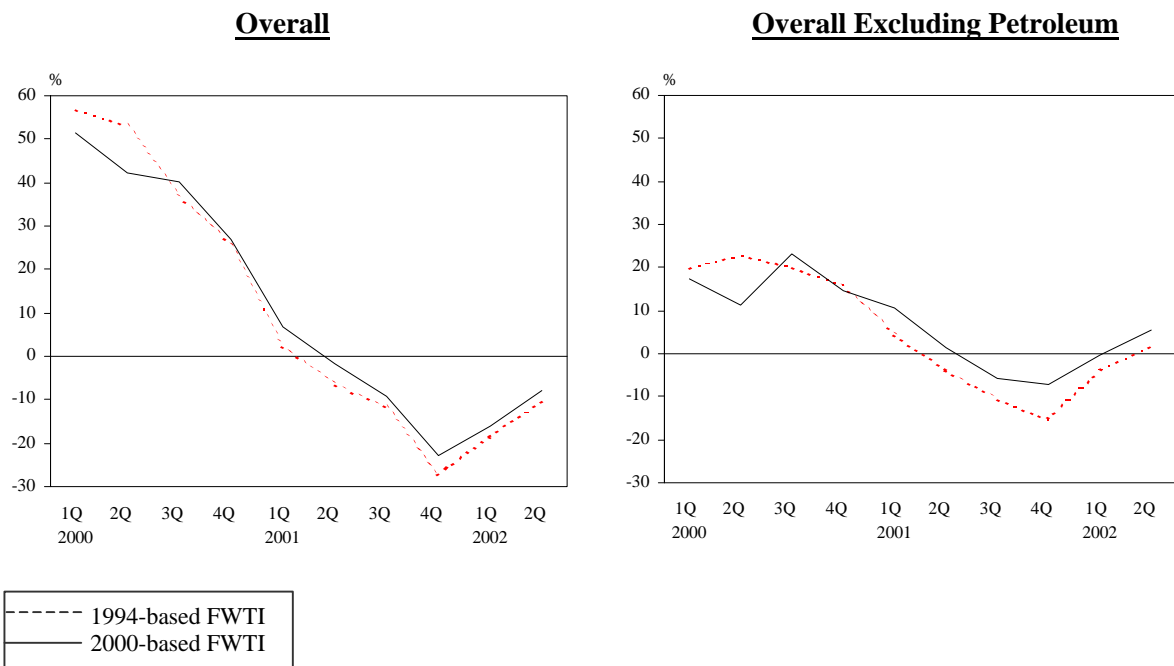 Overall
%
60
50
40
30
20
10
0
-10
-20
-30
1Q 2Q 3Q 4Q 1Q 2Q 3Q 4Q 1Q 2Q
2000 2001 2002
Overall Excluding Petroleum
%
60
50
40
30
20
10
0
-10
-20
-30
1Q 2Q 3Q 4Q 1Q 2Q 3Q 4Q 1Q 2Q
2000 2001 2002
1994-based FWTI
2000-based FWTI